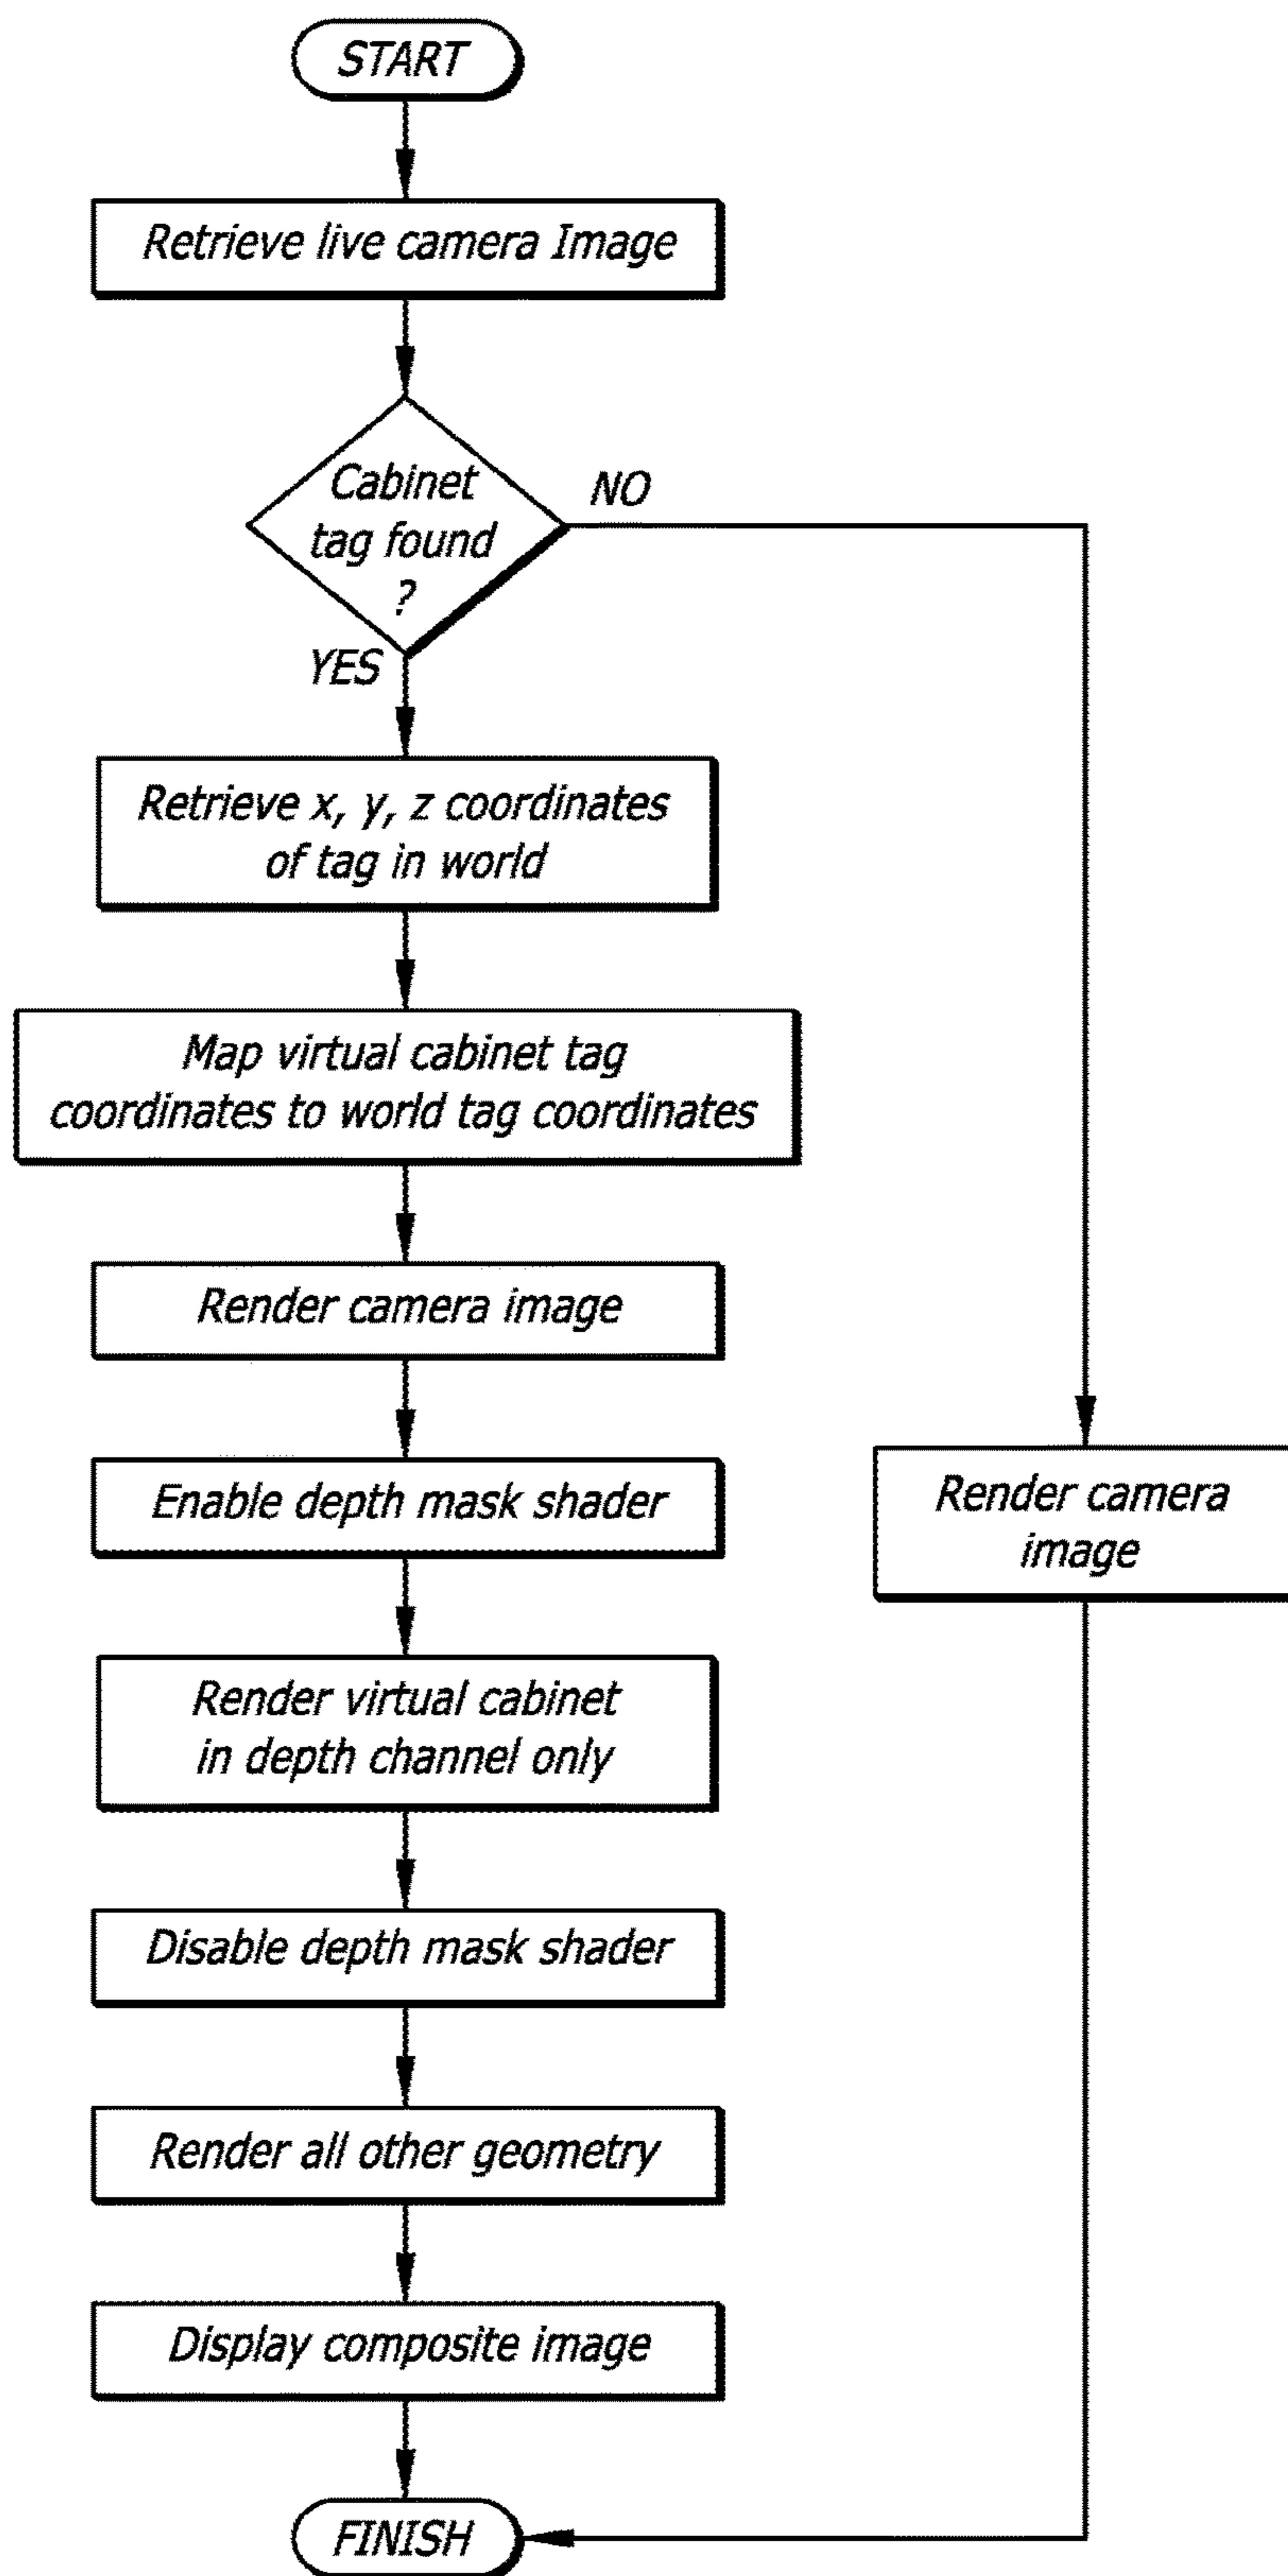 START
Retrieve live camera Image
Cabinet
tag found
?
NO
YES
Retrieve x, y, z coordinates
of tag in world
Map virtual cabinet tag
coordinates to world tag coordinates
Render camera image
Enable depth mask shader
Render camera
image
Render virtual cabinet
in depth channel only
Disable depth mask shader
Render all other geometry
Display composite image
FINISH